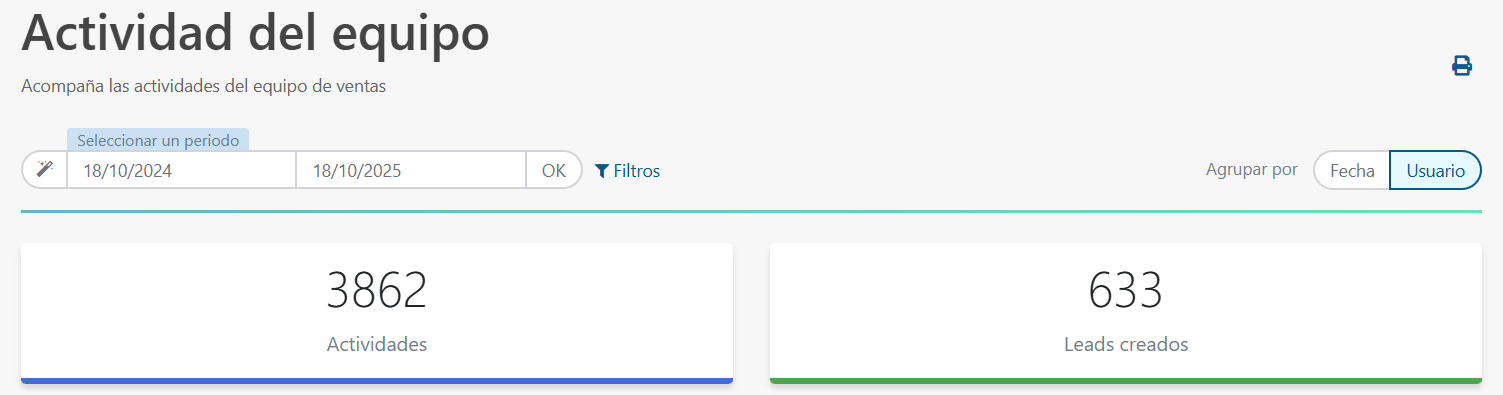 Actividad del equipo
Acompaña las actividades del equipo de ventas
Seleccionar un periodo
18/10/2024 18/10/2025 OK Filtros Agrupar por Fecha Usuario
3862 633
Actividades Leads creados